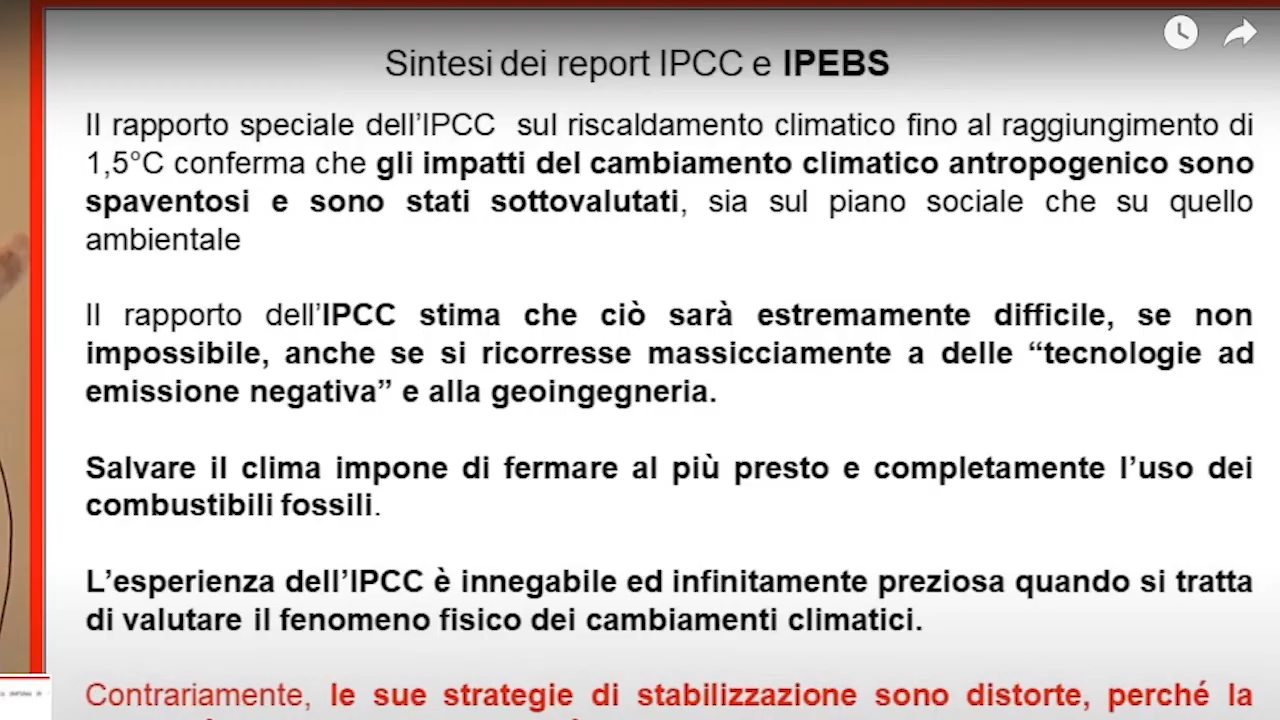 Sintesi dei report IPCC e IPEBS
Il rapporto speciale dell’IPCC sul riscaldamento climatico fino al raggiungimento di
1,5°C conferma che gli impatti del cambiamento climatico antropogenico sono
spaventosi e sono stati sottovalutati, sia sul piano sociale che su quello
ambientale
Il rapporto dell’IPCC stima che ciò sarà estremamente difficile, se non
impossibile, anche se si ricorresse massicciamente a delle “tecnologie ad
emissione negativa” e alla geoingegneria.
Salvare il clima impone di fermare al più presto e completamente l’uso dei
combustibili fossili.
L’esperienza dell’IPCC è innegabile ed infinitamente preziosa quando si tratta
di valutare il fenomeno fisico dei cambiamenti climatici.
Contrariamente, le sue strategie di stabilizzazione sono distorte, perché la